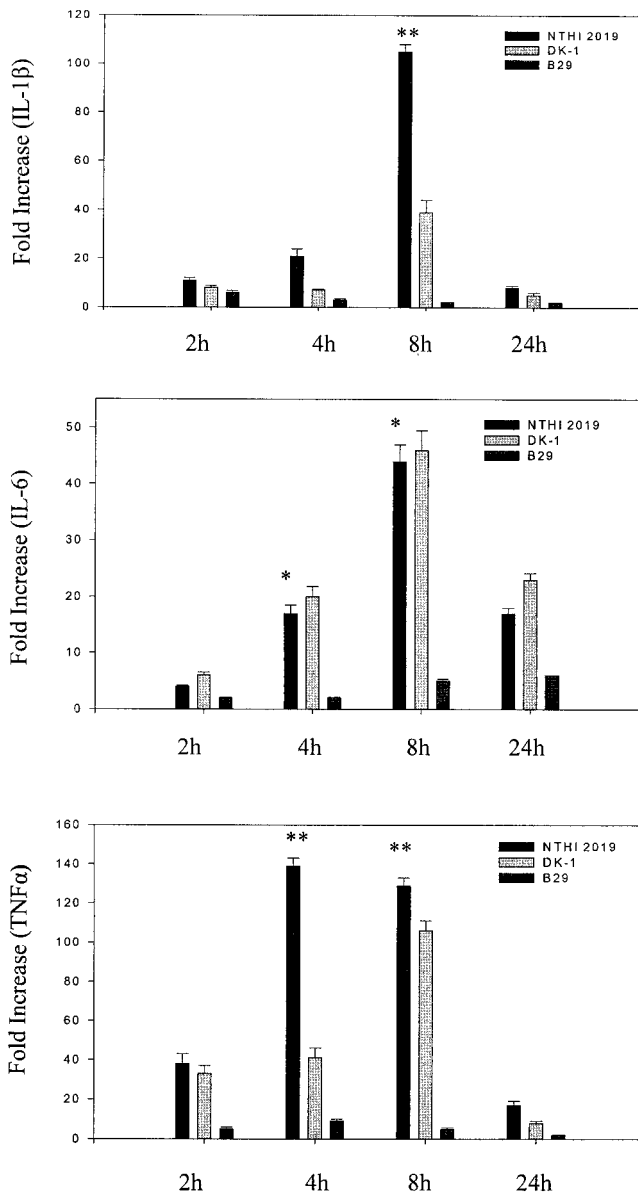 120
100
80
60
40
20
0
Fold Increase (IL-1β)
**
NTHI 2019
DK-1
B29
2h 4h 8h 24h
50
40
30
20
10
0
Fold Increase (IL-6)
*
*
NTHI 2019
DK-1
B29
2h 4h 8h 24h
160
140
120
100
80
60
40
20
0
Fold Increase (TNFα)
** **
NTHI 2019
DK-1
B29
2h 4h 8h 24h